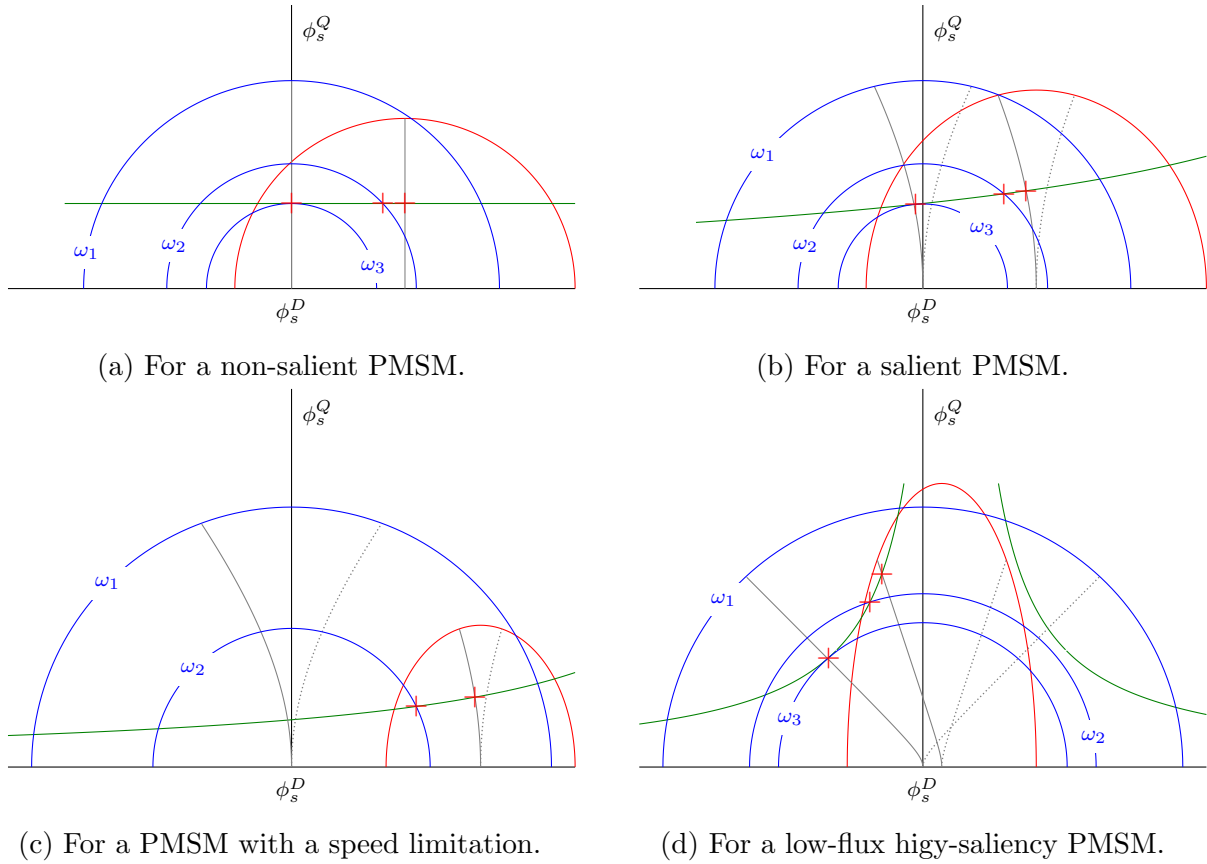 ϕ_s^Q
ω₁
ω₂
ω₃
ϕ_s^D
(a) For a non-salient PMSM.
ϕ_s^Q
ω₁
ω₂
ω₃
ϕ_s^D
(b) For a salient PMSM.
ϕ_s^Q
ω₁
ω₂
ϕ_s^D
(c) For a PMSM with a speed limitation.
ϕ_s^Q
ω₁
ω₃
ω₂
ϕ_s^D
(d) For a low-flux higy-saliency PMSM.